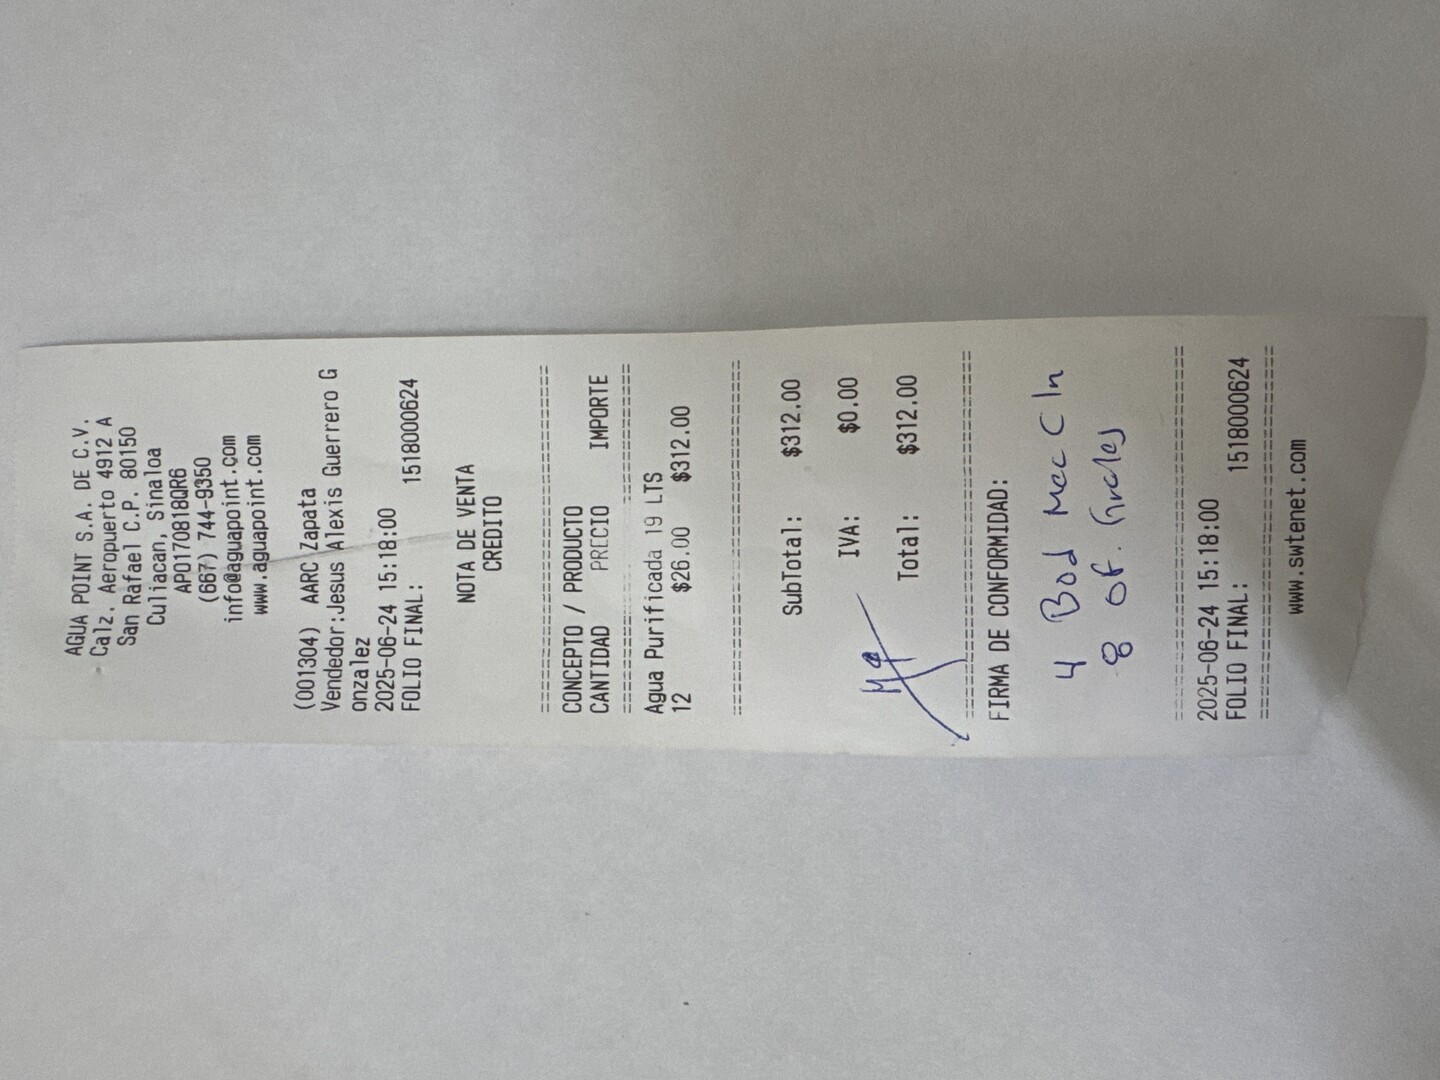 AGUA POINT S.A. DE C.V.
Calz. Aeropuerto 4912 A
San Rafael C.P. 80150
Culiacan, Sinaloa
APO170818QR6
(667) 744-9350
info@aguapoint.com
www.aguapoint.com
(001304) AARC Zapata
Vendedor:Jesus Alexis Guerrero G
onzalez
2025-06-24 15:18:00
FOLIO FINAL: 1518000624
NOTA DE VENTA
CREDITO
================================
CONCEPTO / PRODUCTO
CANTIDAD PRECIO IMPORTE
================================
Agua Purificada 19 LTS
12 $26.00 $312.00
================================
SubTotal: $312.00
IVA: $0.00
Total: $312.00
================================
FIRMA DE CONFORMIDAD:
4 Bod Mec C In
8 Of. Grales
================================
2025-06-24 15:18:00
FOLIO FINAL: 1518000624
================================
www.swtenet.com